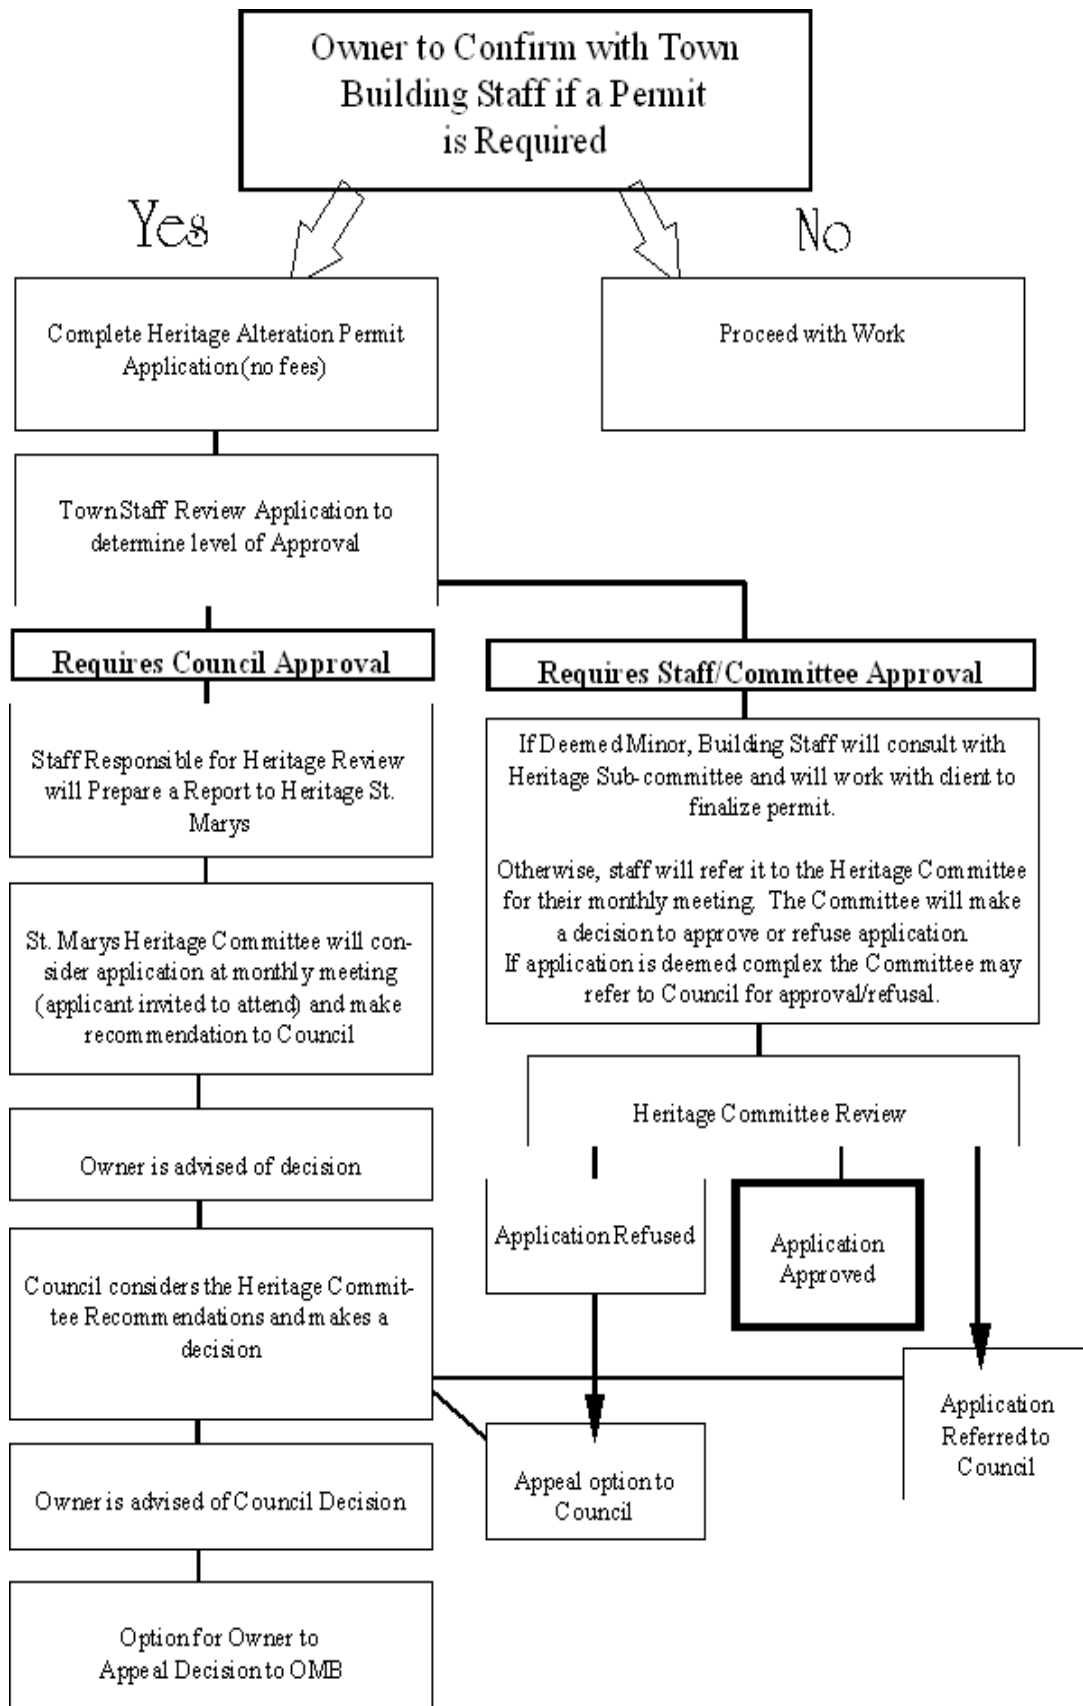 Owner to Confirm with Town
Building Staff if a Permit
is Required
Yes
No
Complete Heritage Alteration Permit
Application (no fees)
Proceed with Work
Town Staff Review Application to
determine level of Approval
Requires Council Approval
Requires Staff/Committee Approval
Staff Responsible for Heritage Review
will Prepare a Report to Heritage St.
Marys
If Deemed Minor, Building Staff will consult with
Heritage Sub-committee and will work with client to
finalize permit.
Otherwise, staff will refer it to the Heritage Committee
for their monthly meeting. The Committee will make
a decision to approve or refuse application.
If application is deemed complex the Committee may
refer to Council for approval/refusal.
St. Marys Heritage Committee will con-
sider application at monthly meeting
(applicant invited to attend) and make
recommendation to Council
Heritage Committee Review
Owner is advised of decision
Application Refused
Application
Approved
Council considers the Heritage Commit-
tee Recommendations and makes a
decision
Application
Referred to
Council
Appeal option to
Council
Owner is advised of Council Decision
Option for Owner to
Appeal Decision to OMB